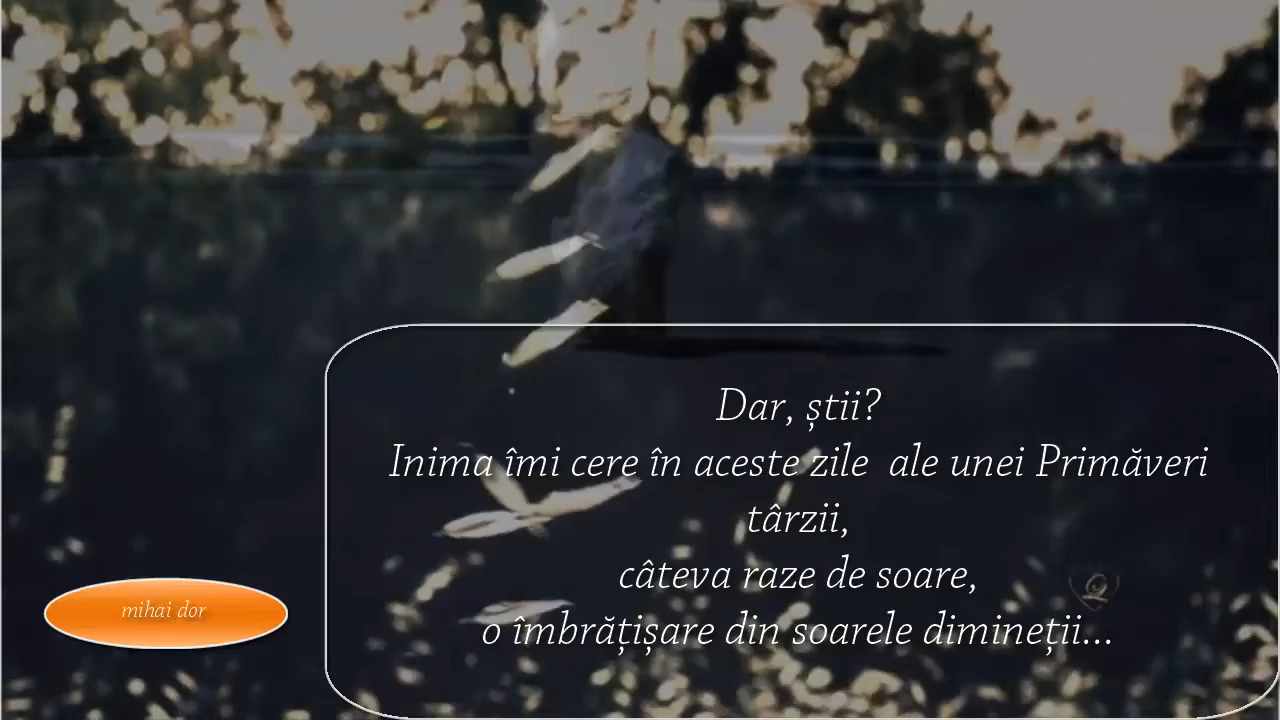 Dar, știi?
Inima îmi cere în aceste zile  ale unei Primăveri
târzii,
câteva raze de soare,
o îmbrățișare din soarele dimineții...
mihai dor